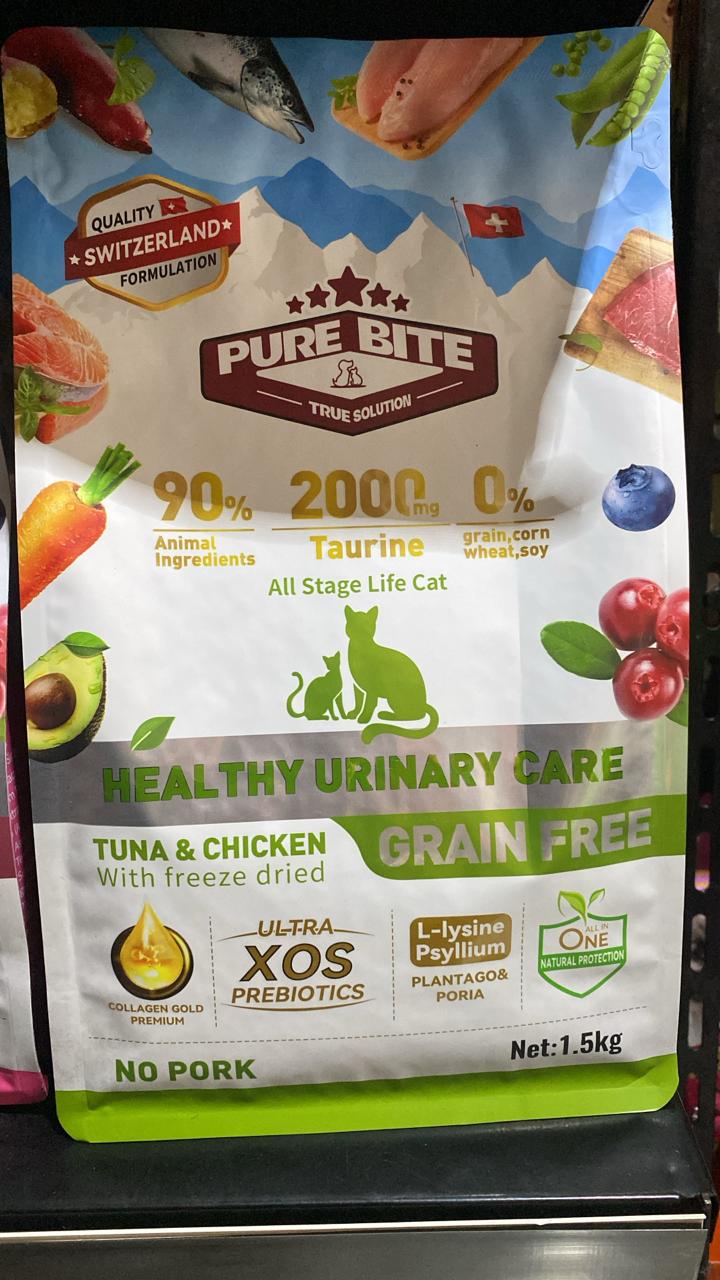 QUALITY
SWITZERLAND
FORMULATION
PURE BITE
TRUE SOLUTION
90% 2000mg 0%
Animal Ingredients
Taurine
grain,corn
wheat,soy
All Stage Life Cat
HEALTHY URINARY CARE
TUNA & CHICKEN
With freeze dried
GRAIN FREE
COLLAGEN GOLD
PREMIUM
ULTRA
XOS
PREBIOTICS
L-lysine
Psyllium
PLANTAGO&
PORIA
ALL IN
ONE
NATURAL PROTECTION
NO PORK
Net:1.5kg